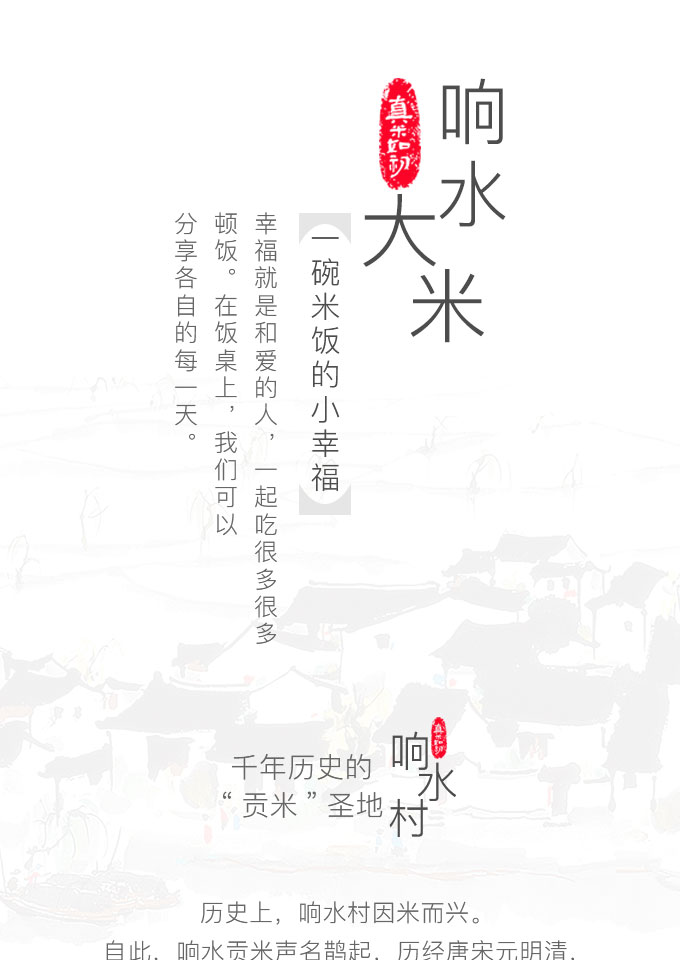 响水大米
真米如初
一碗米饭的小幸福
幸福就是和爱的人，一起吃很多很多
顿饭。在饭桌上，我们可以
分享各自的每一天。
千年历史的
“贡米”圣地
响水村
真米如初
历史上，响水村因米而兴。
自此，响水贡米声名鹊起，历经唐宋元明清，